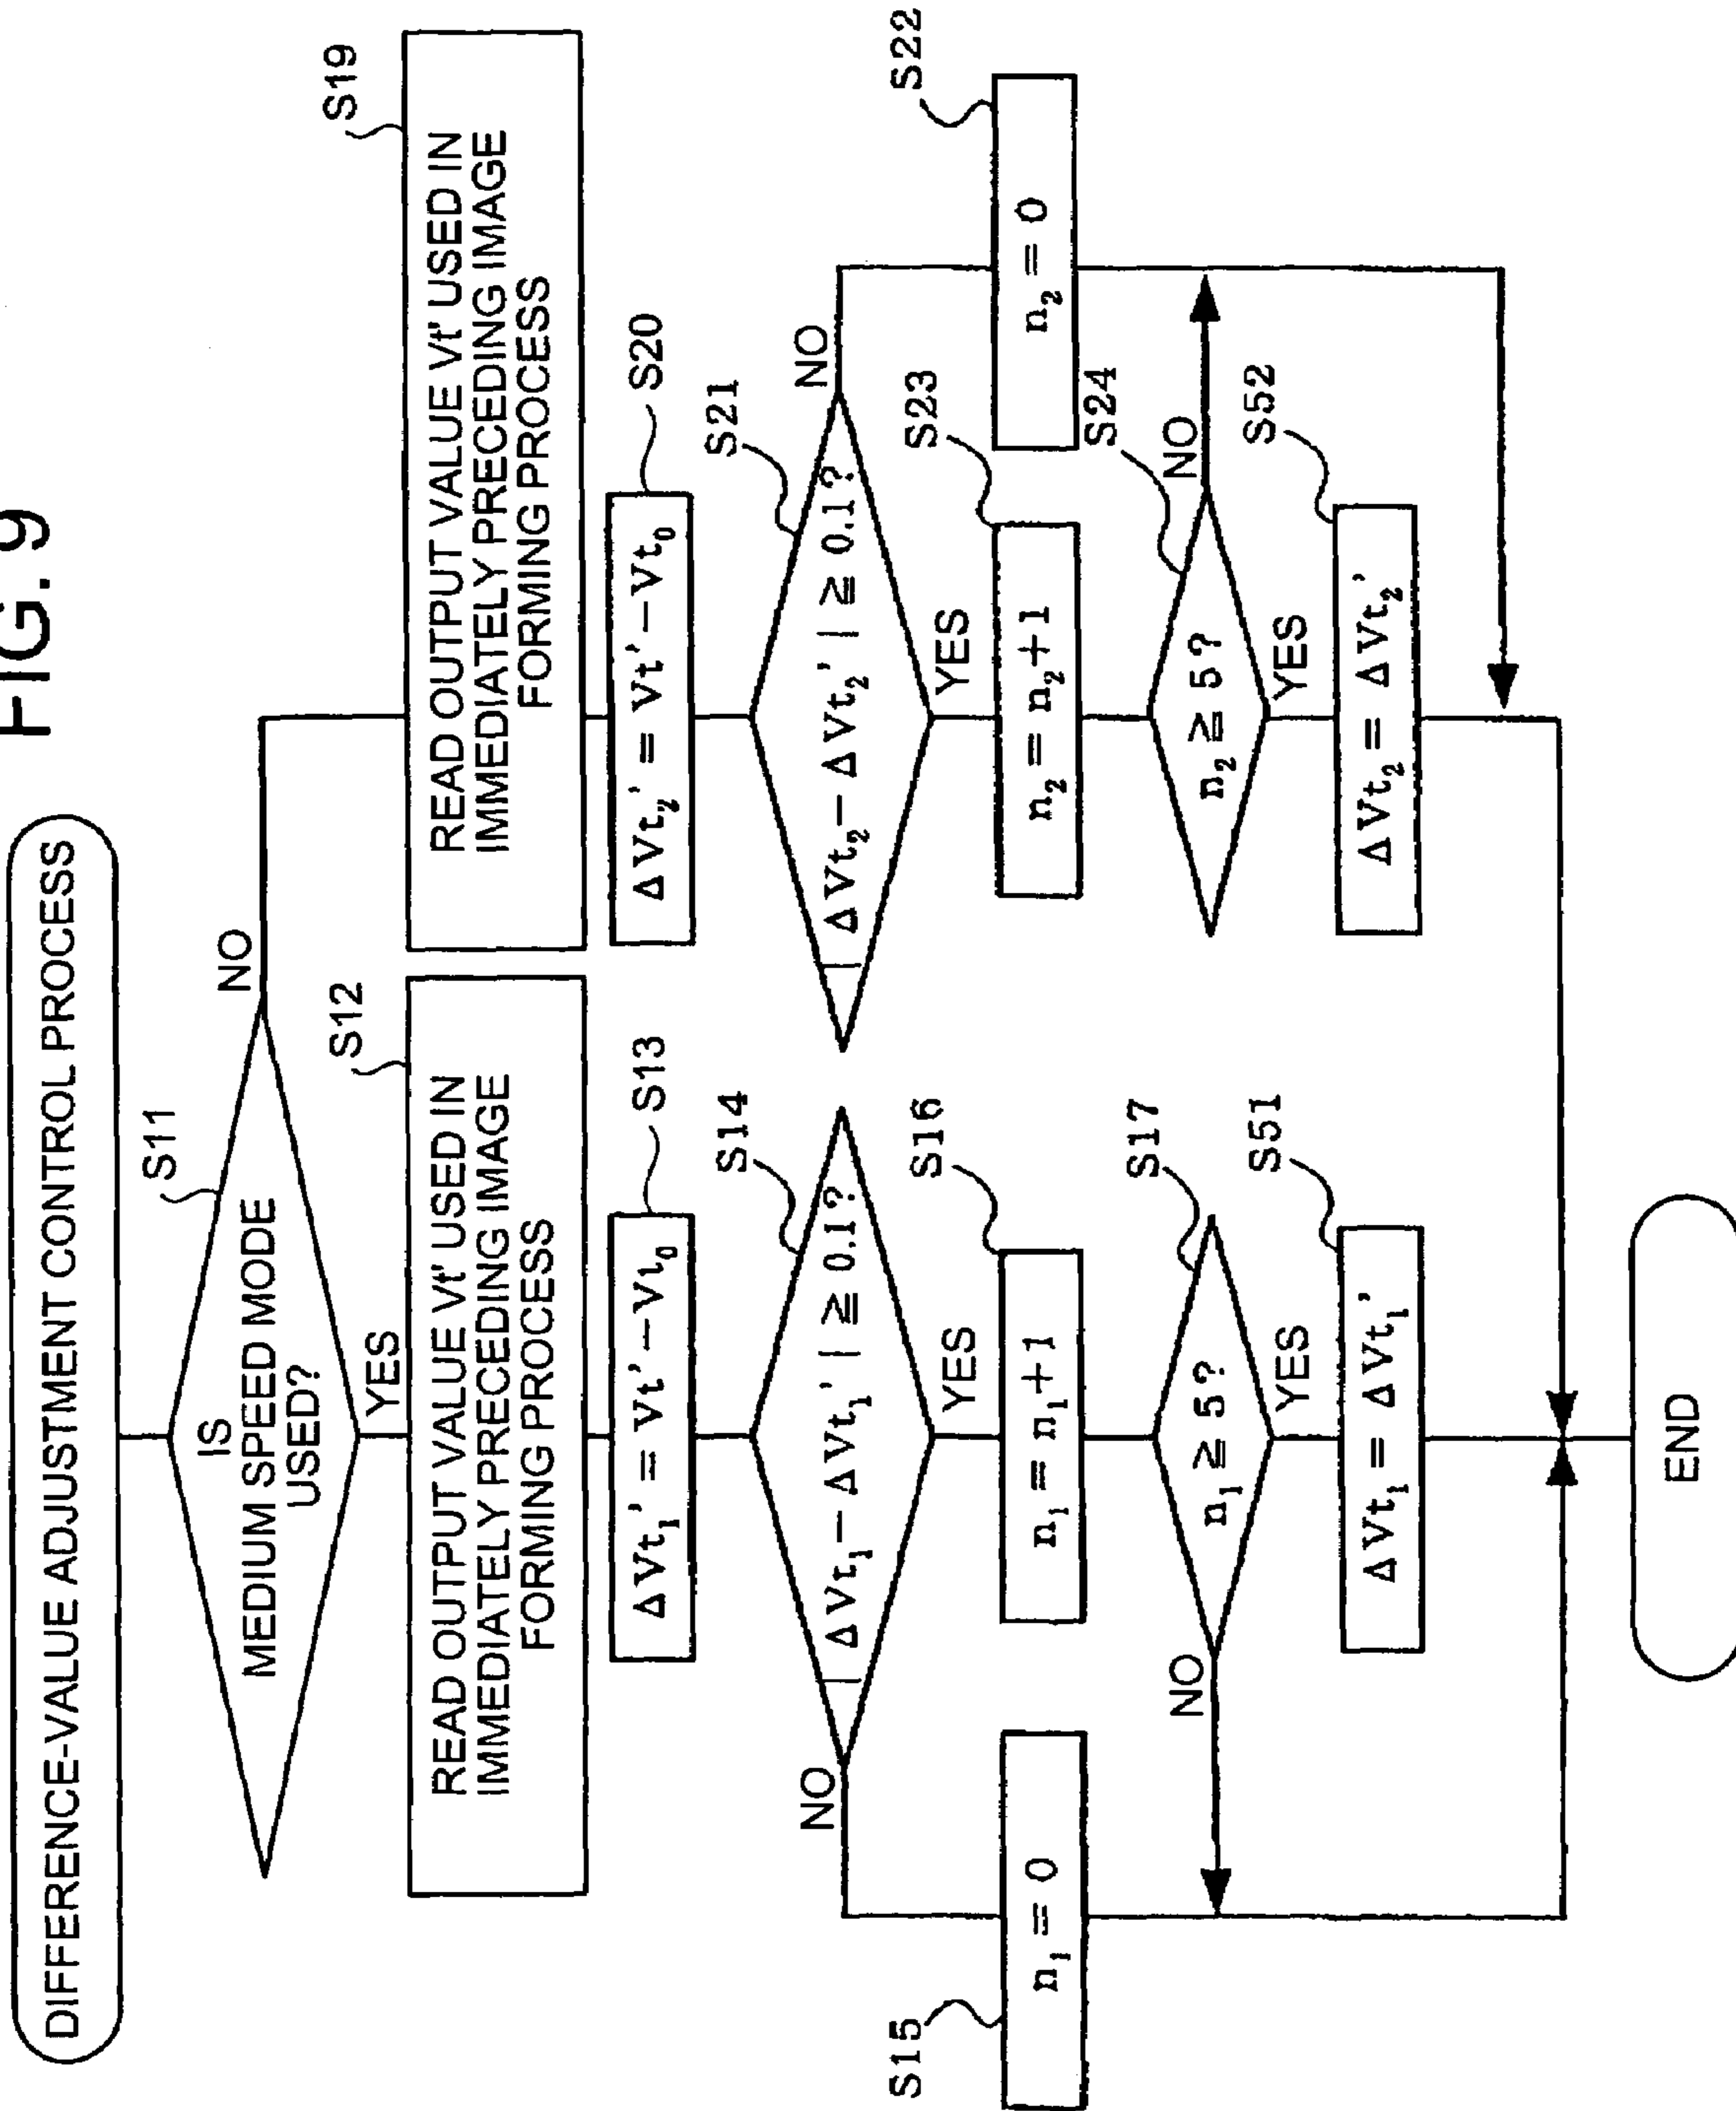 FIG. 9
DIFFERENCE-VALUE ADJUSTMENT CONTROL PROCESS
S11
IS
MEDIUM SPEED MODE
USED?
NO
YES
S12
READ OUTPUT VALUE Vt' USED IN
IMMEDIATELY PRECEDING IMAGE
FORMING PROCESS
S13
ΔVt₁' = Vt' − Vt₀
S14
| ΔVt₁ − ΔVt₁' | ≧ 0.1?
NO
YES
S15
n₁ = 0
S16
n₁ = n₁ + 1
S17
n₁ ≧ 5?
NO
YES
S51
ΔVt₁ = ΔVt₁'
S19
READ OUTPUT VALUE Vt' USED IN
IMMEDIATELY PRECEDING IMAGE
FORMING PROCESS
S20
ΔVt₂' = Vt' − Vt₀
S21
| ΔVt₂ − ΔVt₂' | ≧ 0.1?
NO
YES
S22
n₂ = 0
S23
n₂ = n₂ + 1
S24
n₂ ≧ 5?
NO
YES
S52
ΔVt₂ = ΔVt₂'
END